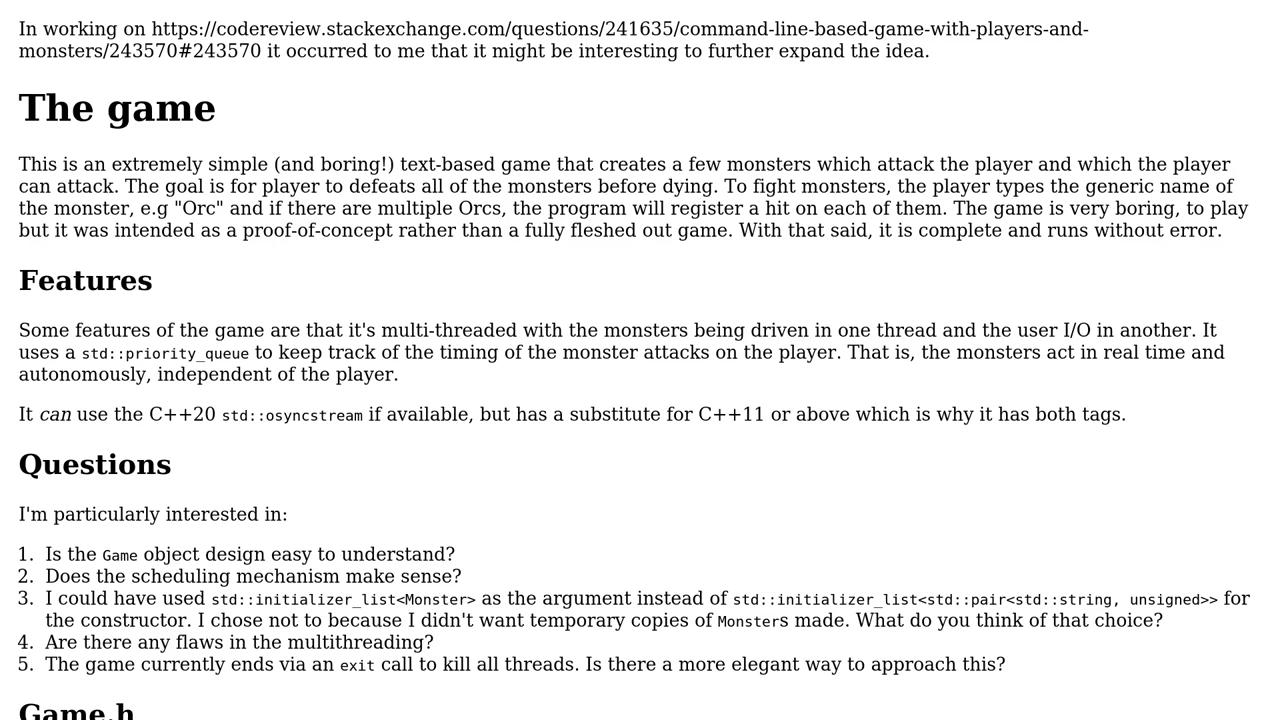 In working on https://codereview.stackexchange.com/questions/241635/command-line-based-game-with-players-and-
monsters/243570#243570 it occurred to me that it might be interesting to further expand the idea.
The game
This is an extremely simple (and boring!) text-based game that creates a few monsters which attack the player and which the player
can attack. The goal is for player to defeats all of the monsters before dying. To fight monsters, the player types the generic name of
the monster, e.g "Orc" and if there are multiple Orcs, the program will register a hit on each of them. The game is very boring, to play
but it was intended as a proof-of-concept rather than a fully fleshed out game. With that said, it is complete and runs without error.
Features
Some features of the game are that it's multi-threaded with the monsters being driven in one thread and the user I/O in another. It
uses a std::priority_queue to keep track of the timing of the monster attacks on the player. That is, the monsters act in real time and
autonomously, independent of the player.
It can use the C++20 std::osyncstream if available, but has a substitute for C++11 or above which is why it has both tags.
Questions
I'm particularly interested in:
1. Is the Game object design easy to understand?
2. Does the scheduling mechanism make sense?
3. I could have used std::initializer_list<Monster> as the argument instead of std::initializer_list<std::pair<std::string, unsigned>> for
the constructor. I chose not to because I didn't want temporary copies of Monsters made. What do you think of that choice?
4. Are there any flaws in the multithreading?
5. The game currently ends via an exit call to kill all threads. Is there a more elegant way to approach this?
Game.h